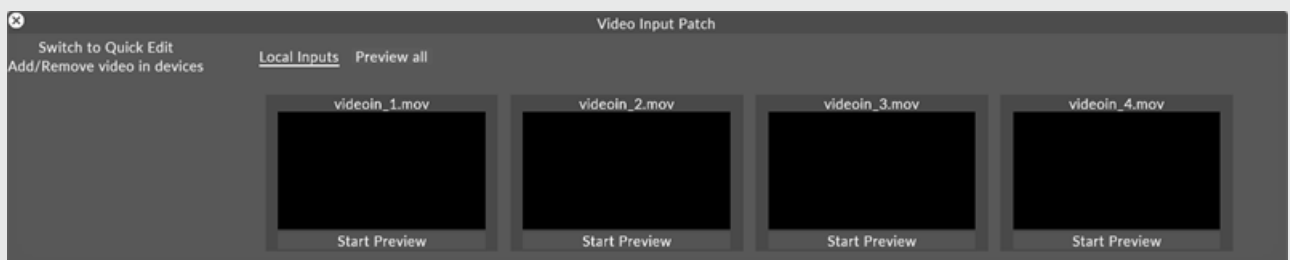 Video Input Patch
Switch to Quick Edit
Add/Remove video in devices
Local Inputs Preview all
videoin_1.mov videoin_2.mov videoin_3.mov videoin_4.mov
Start Preview Start Preview Start Preview Start Preview